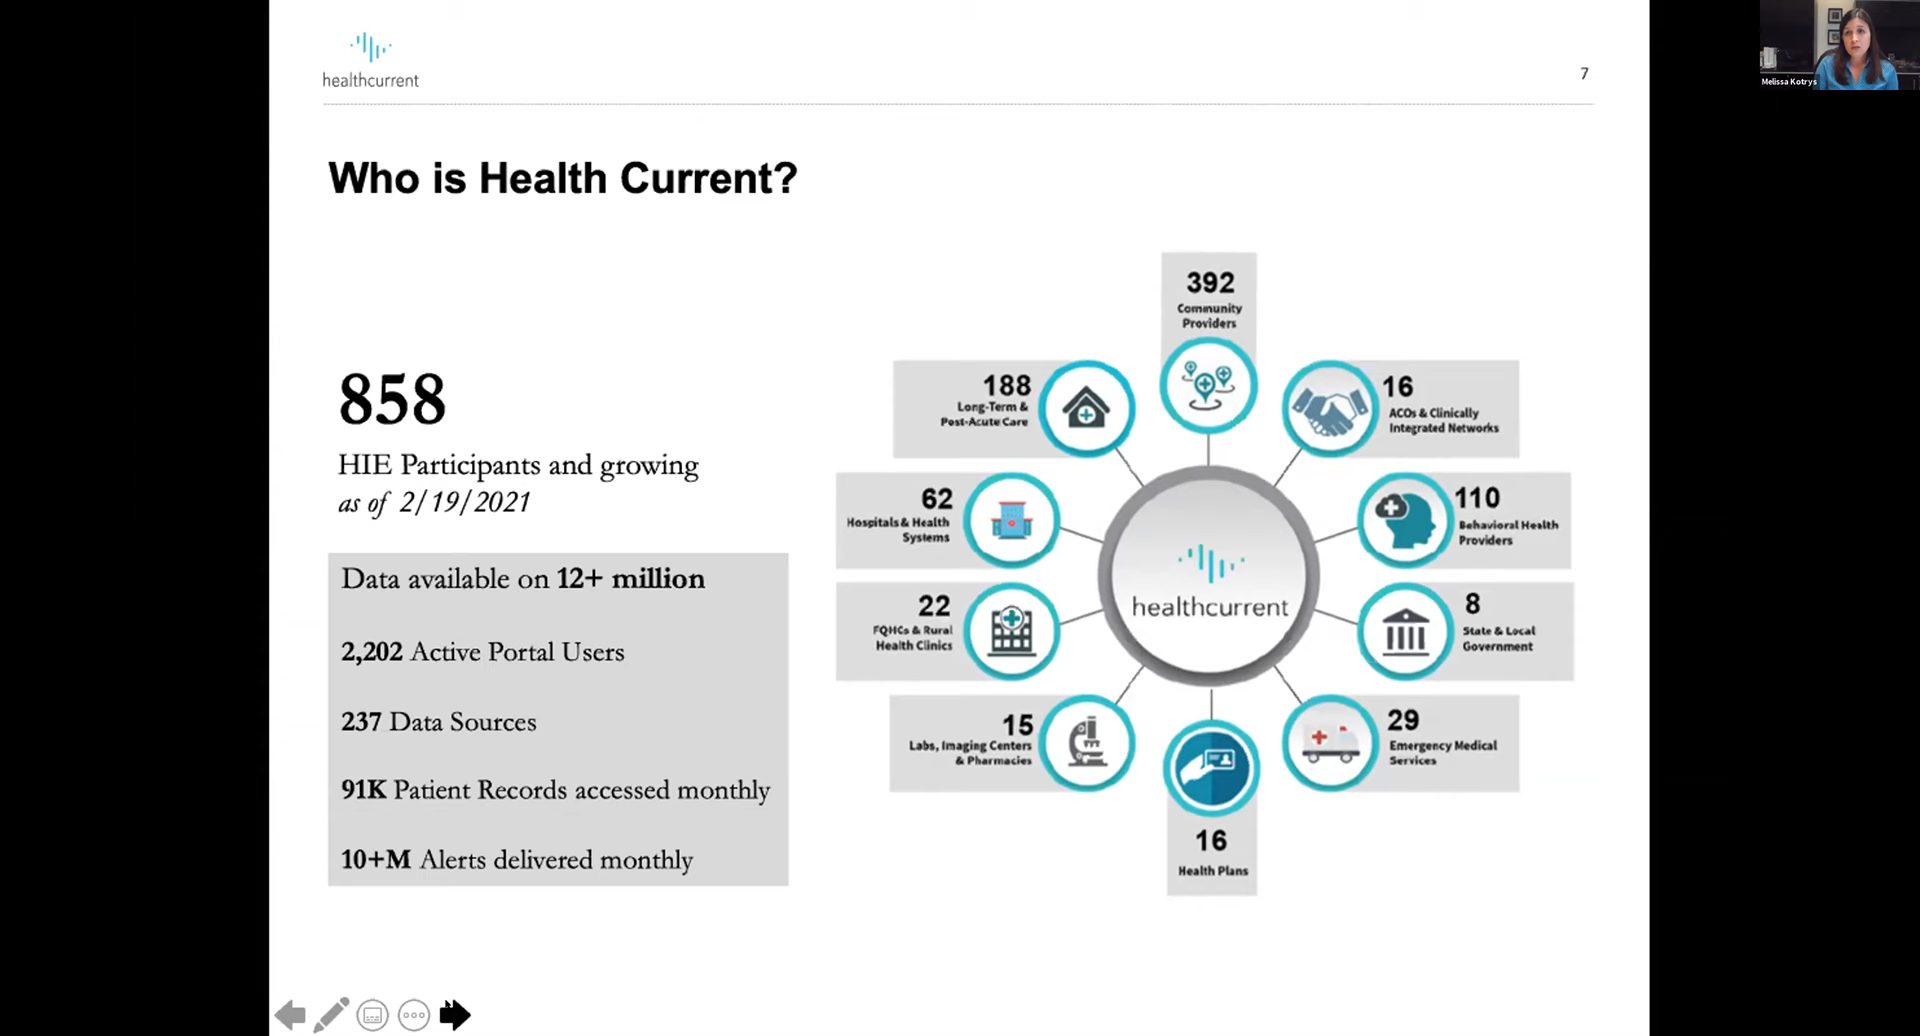 healthcurrent
7
Melissa Kotrys
Who is Health Current?
858
HIE Participants and growing
as of 2/19/2021
Data available on 12+ million
2,202 Active Portal Users
237 Data Sources
91K Patient Records accessed monthly
10+M Alerts delivered monthly
392
Community
Providers
188
Long-Term &
Post-Acute Care
16
ACOs & Clinically
Integrated Networks
62
Hospitals & Health
Systems
110
Behavioral Health
Providers
healthcurrent
22
FQHCs & Rural
Health Clinics
8
State & Local
Government
15
Labs, Imaging Centers
& Pharmacies
29
Emergency Medical
Services
16
Health Plans